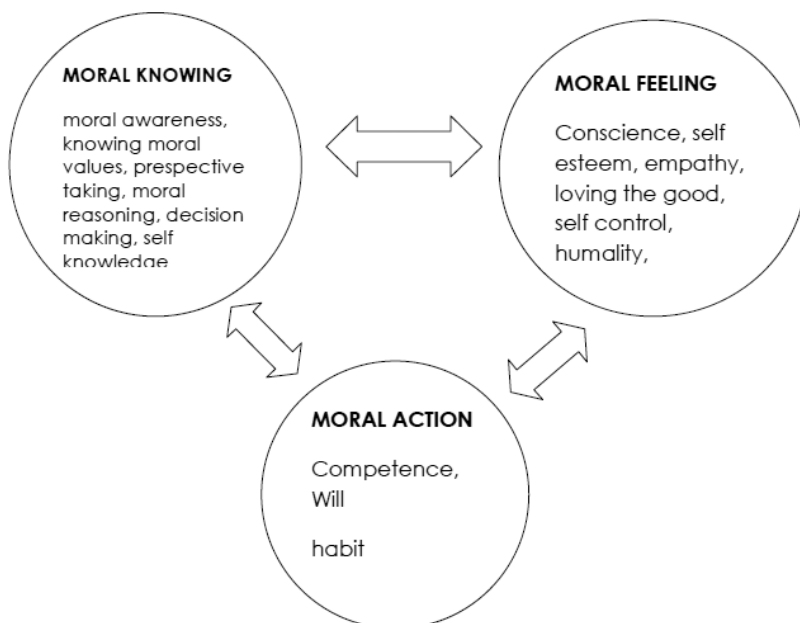 MORAL KNOWING
moral awareness,
knowing moral
values, prespective
taking, moral
reasoning, decision
making, self
knowledge
MORAL FEELING
Conscience, self
esteem, empathy,
loving the good,
self control,
humality,
MORAL ACTION
Competence,
Will
habit